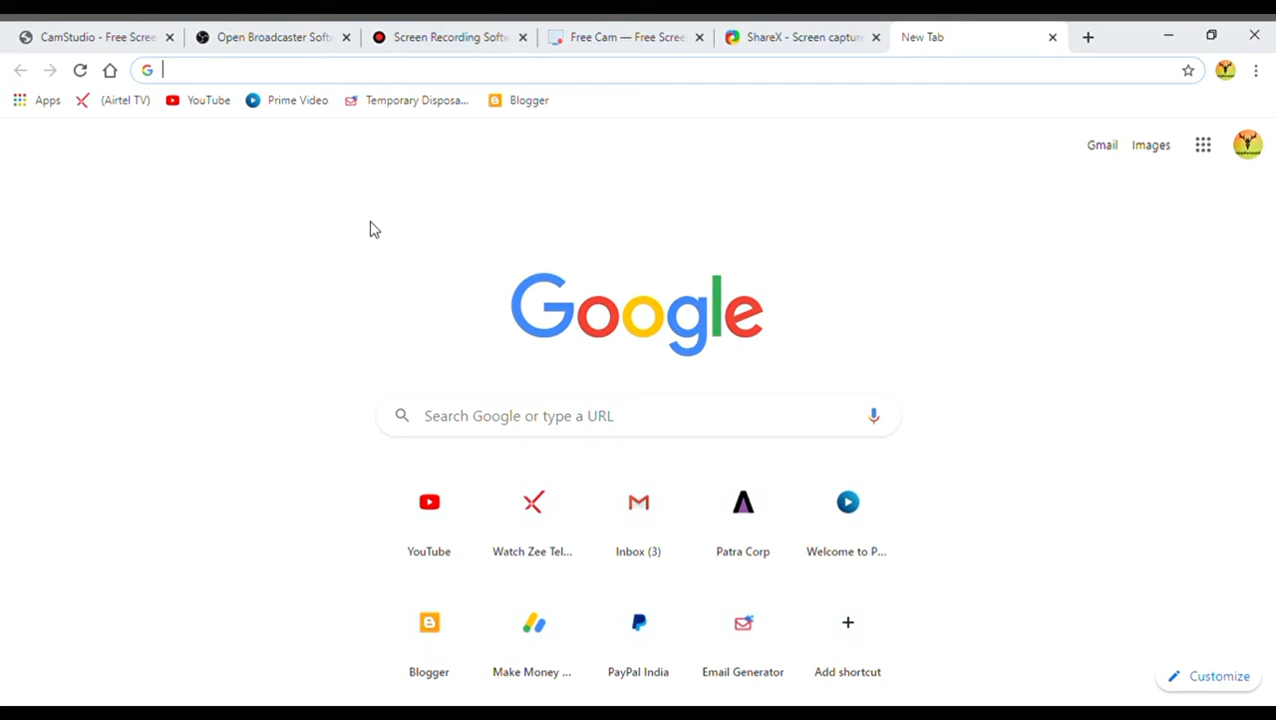 CamStudio - Free Scree
Open Broadcaster Softw
Screen Recording Softw
Free Cam — Free Scree
ShareX - Screen capture
New Tab
Apps
(Airtel TV)
YouTube
Prime Video
Temporary Disposa...
Blogger
Gmail
Images
Google
Search Google or type a URL
YouTube
Watch Zee Tel...
Inbox (3)
Patra Corp
Welcome to P...
Blogger
Make Money ...
PayPal India
Email Generator
Add shortcut
Customize